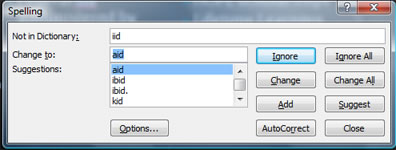 Spelling
Not in Dictionary: iid
Change to: aid
Suggestions: aid
ibid
ibid.
kid
Ignore Ignore All
Change Change All
Add Suggest
Options... AutoCorrect Close